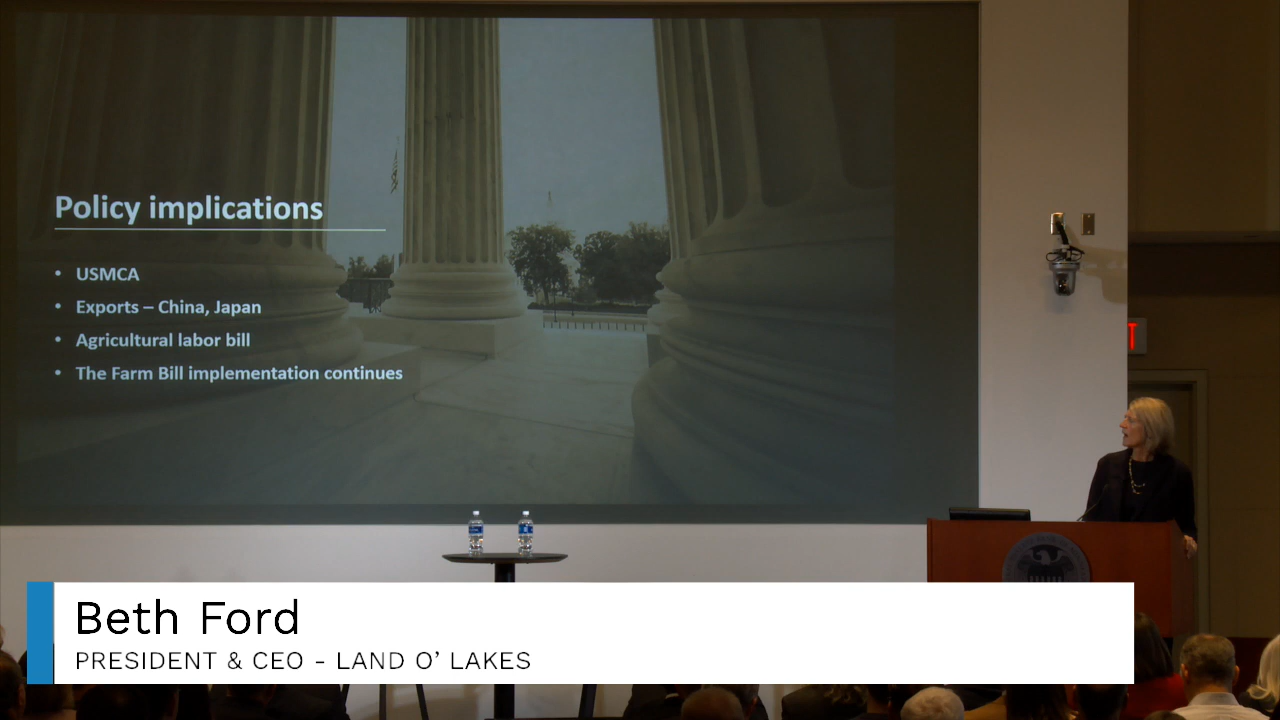 Policy implications
• USMCA
• Exports – China, Japan
• Agricultural labor bill
• The Farm Bill implementation continues
Beth Ford
PRESIDENT & CEO - LAND O’ LAKES